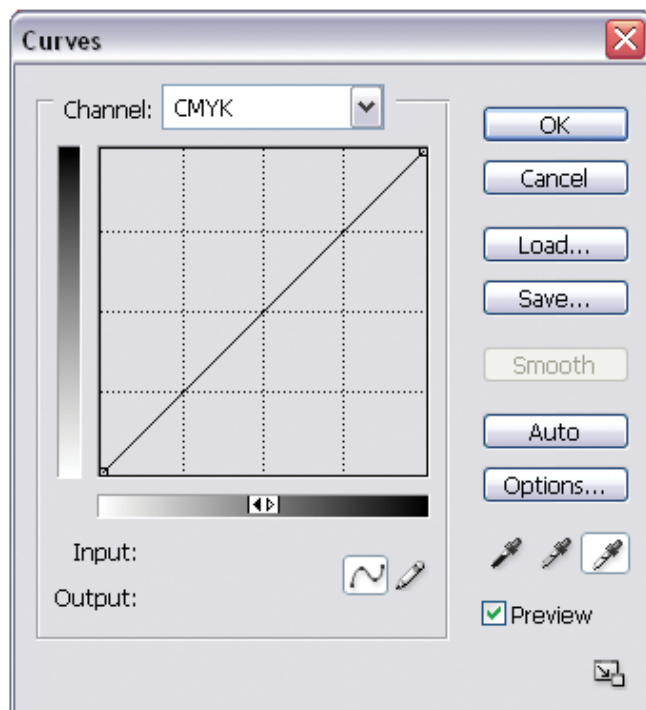 Curves
Channel: CMYK
OK
Cancel
Load...
Save...
Smooth
Auto
Options...
Input:
Output:
Preview